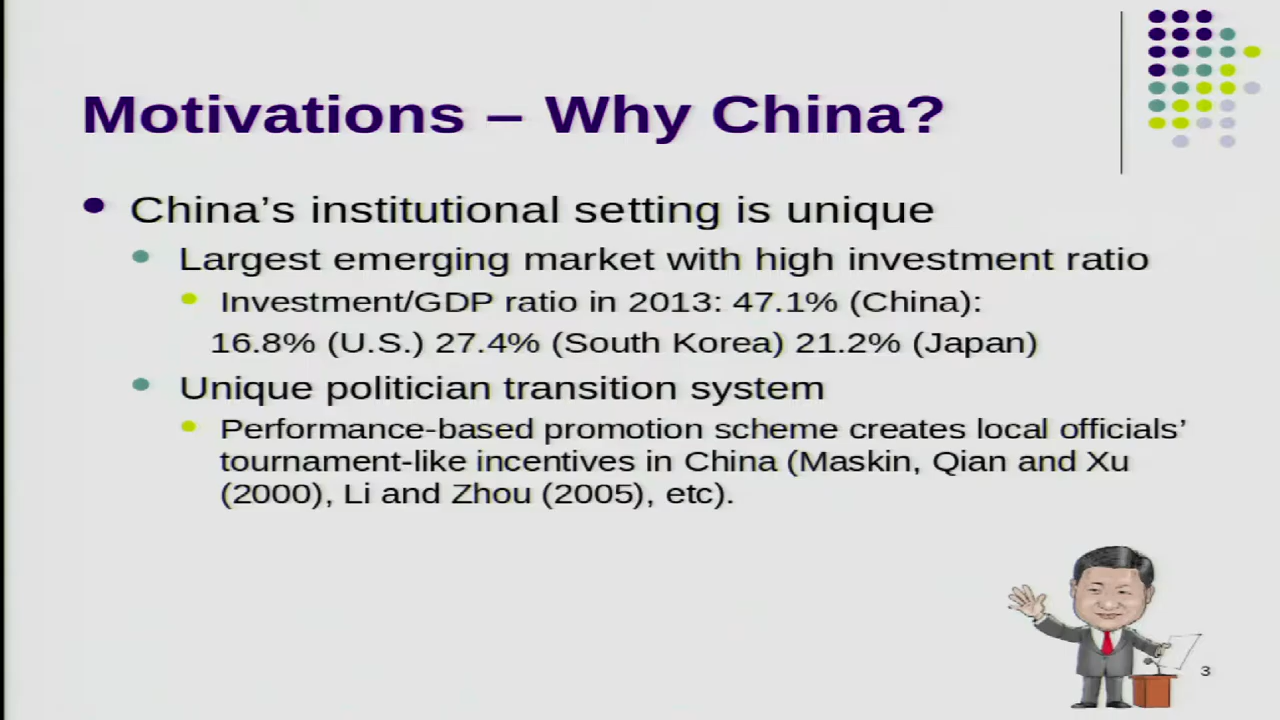 Motivations – Why China?
China's institutional setting is unique
Largest emerging market with high investment ratio
Investment/GDP ratio in 2013: 47.1% (China):
16.8% (U.S.) 27.4% (South Korea) 21.2% (Japan)
Unique politician transition system
Performance-based promotion scheme creates local officials'
tournament-like incentives in China (Maskin, Qian and Xu
(2000), Li and Zhou (2005), etc).
3